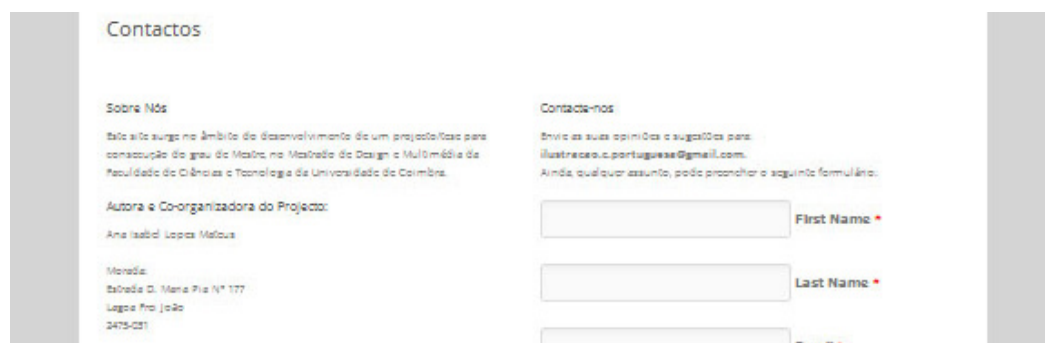 Contactos
Sobre Nós
Este site surge no âmbito do desenvolvimento de um projecto/tese para
consecução do grau de Mestre, no Mestrado de Design e Multimédia da
Faculdade de Ciências e Tecnologia da Universidade de Coimbra.
Autora e Co-organizadora do Projecto:
Ana Isabel Lopes Mateus
Morada:
Estrada D. Maria Pia Nº 177
Lagoa Frei João
2475-031
Contacte-nos
Envie as suas opiniões e sugestões para:
ilustracao.c.portuguesa@gmail.com.
Ainda, qualquer assunto, pode preencher o seguinte formulário:
First Name *
Last Name *